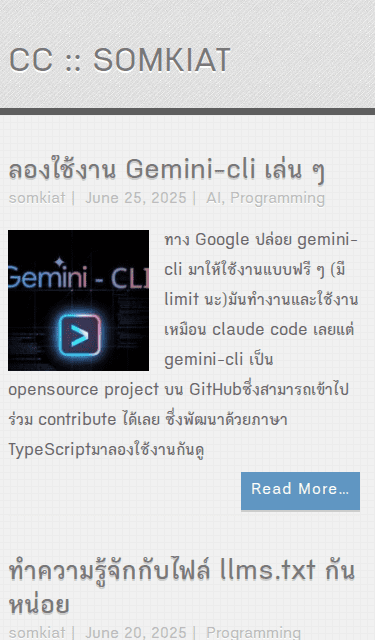 CC :: SOMKIAT
ลองใช้งาน Gemini-cli เล่น ๆ
somkiat | June 25, 2025 | AI, Programming
Gemini - CLI
ทาง Google ปล่อย gemini-
cli มาให้ใช้งานแบบฟรี ๆ (มี
limit นะ)มันทำงานและใช้งาน
เหมือน claude code เลยแต่
gemini-cli เป็น
opensource project บน GitHubซึ่งสามารถเข้าไป
ร่วม contribute ได้เลย ซึ่งพัฒนาด้วยภาษา
TypeScriptมาลองใช้งานกันดู
Read More…
ทำความรู้จักกับไฟล์ llms.txt กัน
หน่อย
somkiat | June 20, 2025 | Programming